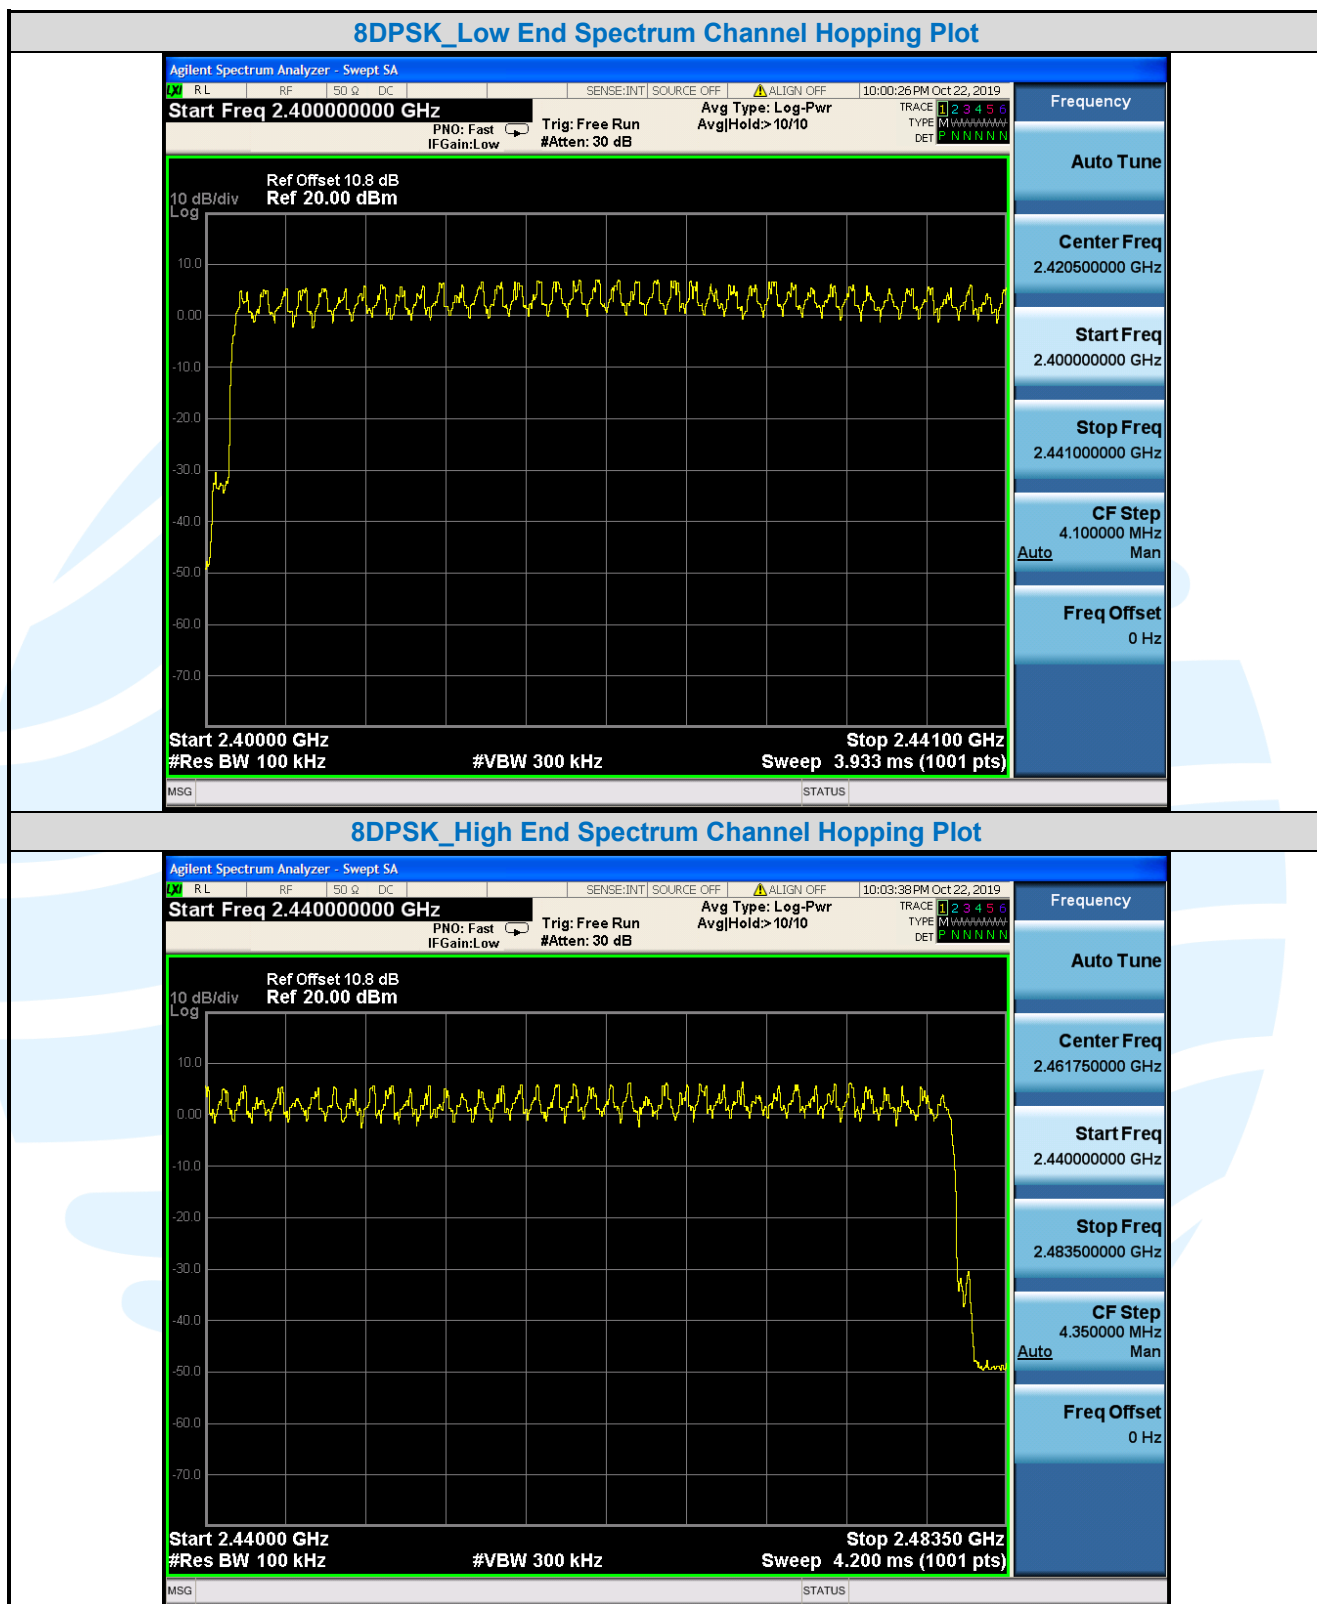 8DPSK_Low End Spectrum Channel Hopping Plot
Agilent Spectrum Analyzer - Swept SA
LXI RL RF 50 Ω DC SENSE:INT SOURCE OFF ALIGN OFF 10:00:26 PM Oct 22, 2019
Start Freq 2.400000000 GHz
PNO: Fast
IFGain:Low
Trig: Free Run
#Atten: 30 dB
Avg Type: Log-Pwr
Avg|Hold:> 10/10
TRACE 1 2 3 4 5 6
TYPE M WWWWW
DET P N N N N N
Ref Offset 10.8 dB
10 dB/div Ref 20.00 dBm
Log
10.0
0.00
-10.0
-20.0
-30.0
-40.0
-50.0
-60.0
-70.0
Start 2.40000 GHz Stop 2.44100 GHz
#Res BW 100 kHz #VBW 300 kHz Sweep 3.933 ms (1001 pts)
MSG STATUS
Frequency
Auto Tune
Center Freq
2.420500000 GHz
Start Freq
2.400000000 GHz
Stop Freq
2.441000000 GHz
CF Step
4.100000 MHz
Auto Man
Freq Offset
0 Hz
8DPSK_High End Spectrum Channel Hopping Plot
Agilent Spectrum Analyzer - Swept SA
LXI RL RF 50 Ω DC SENSE:INT SOURCE OFF ALIGN OFF 10:03:38 PM Oct 22, 2019
Start Freq 2.440000000 GHz
PNO: Fast
IFGain:Low
Trig: Free Run
#Atten: 30 dB
Avg Type: Log-Pwr
Avg|Hold:> 10/10
TRACE 1 2 3 4 5 6
TYPE M WWWWW
DET P N N N N N
Ref Offset 10.8 dB
10 dB/div Ref 20.00 dBm
Log
10.0
0.00
-10.0
-20.0
-30.0
-40.0
-50.0
-60.0
-70.0
Start 2.44000 GHz Stop 2.48350 GHz
#Res BW 100 kHz #VBW 300 kHz Sweep 4.200 ms (1001 pts)
MSG STATUS
Frequency
Auto Tune
Center Freq
2.461750000 GHz
Start Freq
2.440000000 GHz
Stop Freq
2.483500000 GHz
CF Step
4.350000 MHz
Auto Man
Freq Offset
0 Hz